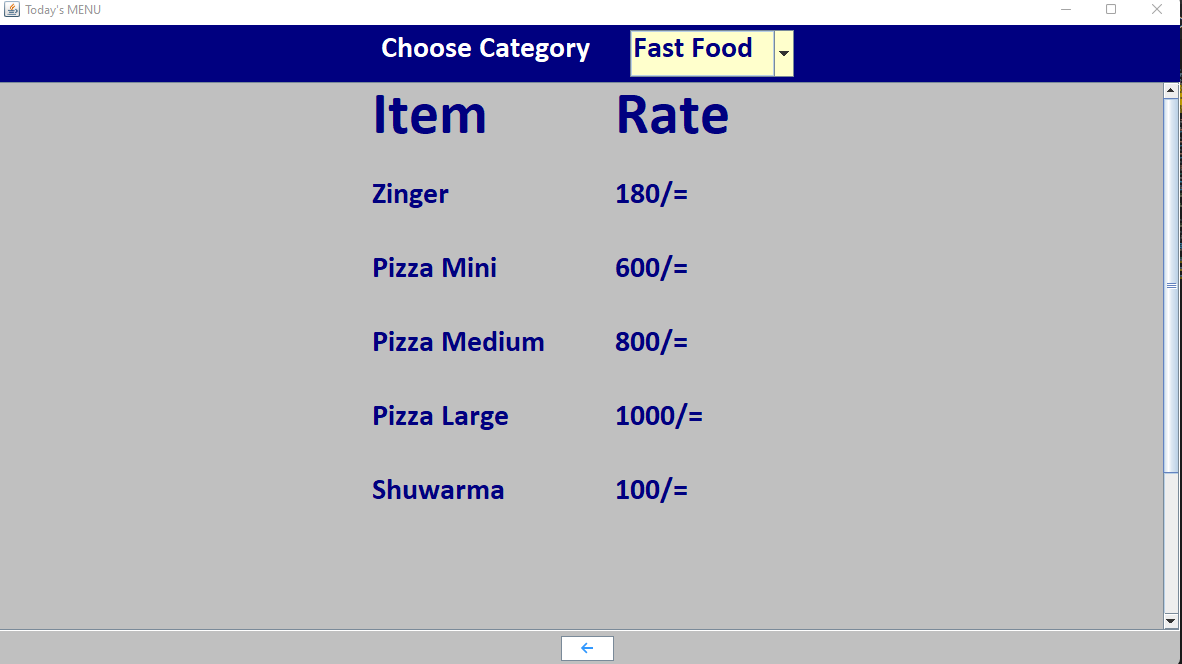 Today's MENU
Choose Category Fast Food
Item Rate
Zinger 180/=
Pizza Mini 600/=
Pizza Medium 800/=
Pizza Large 1000/=
Shuwarma 100/=